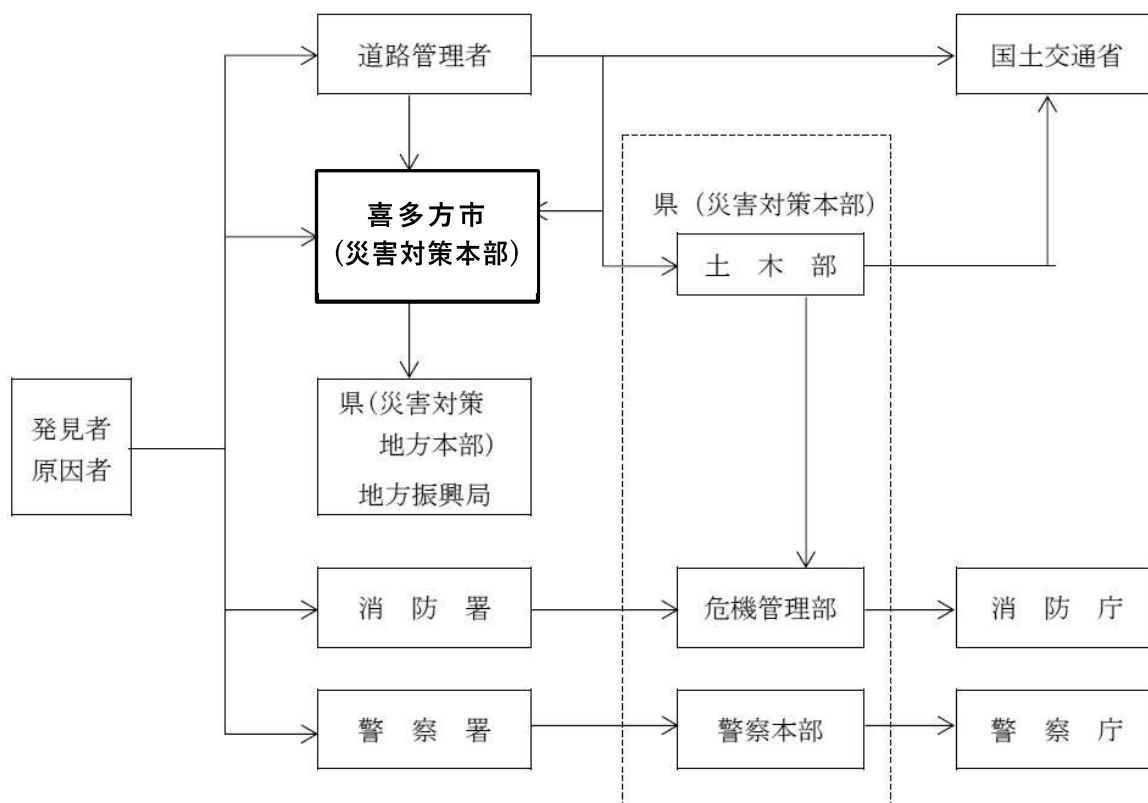 道路管理者
国土交通省
喜多方市
(災害対策本部)
県（災害対策本部）
土　木　部
発見者
原因者
県(災害対策
地方本部)
地方振興局
消　防　署
危機管理部
消　防　庁
警　察　署
警察本部
警　察　庁